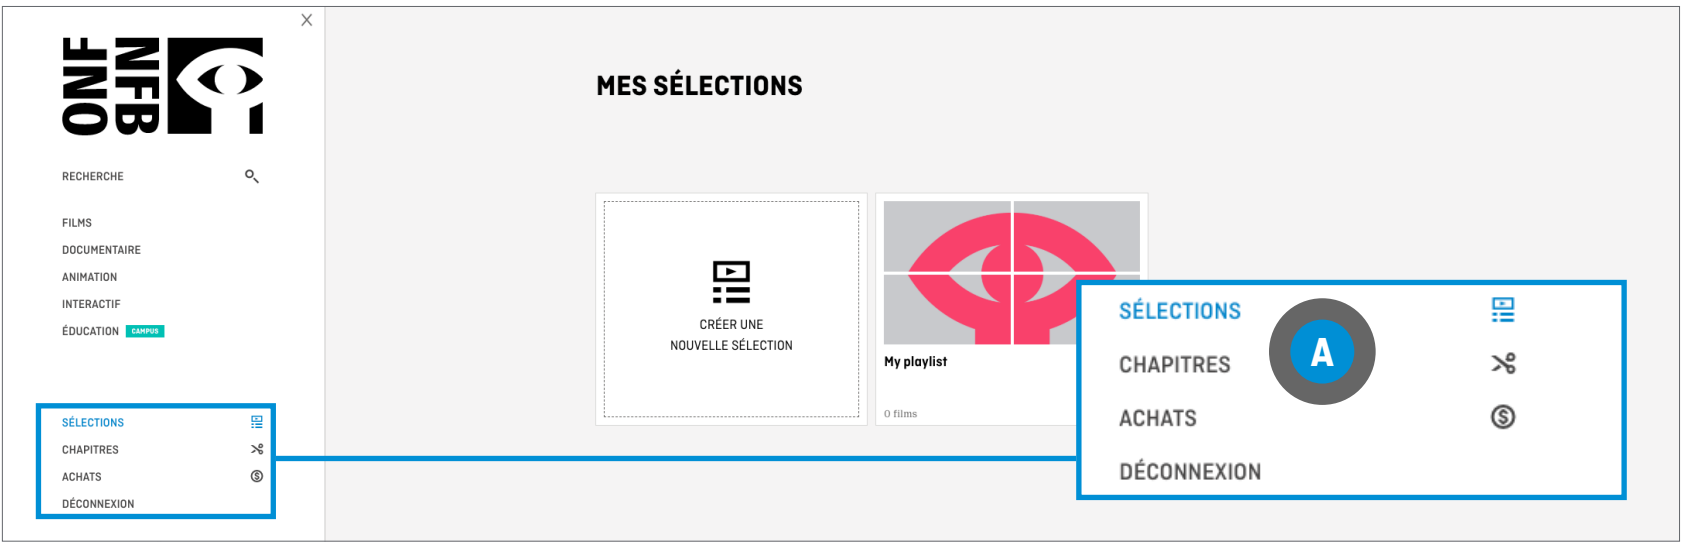 X
ONF
NFB
RECHERCHE
FILMS
DOCUMENTAIRE
ANIMATION
INTERACTIF
ÉDUCATION CAMPUS
SÉLECTIONS
CHAPITRES
ACHATS
DÉCONNEXION
MES SÉLECTIONS
CRÉER UNE
NOUVELLE SÉLECTION
My playlist
0 films
SÉLECTIONS
A
CHAPITRES
ACHATS
DÉCONNEXION